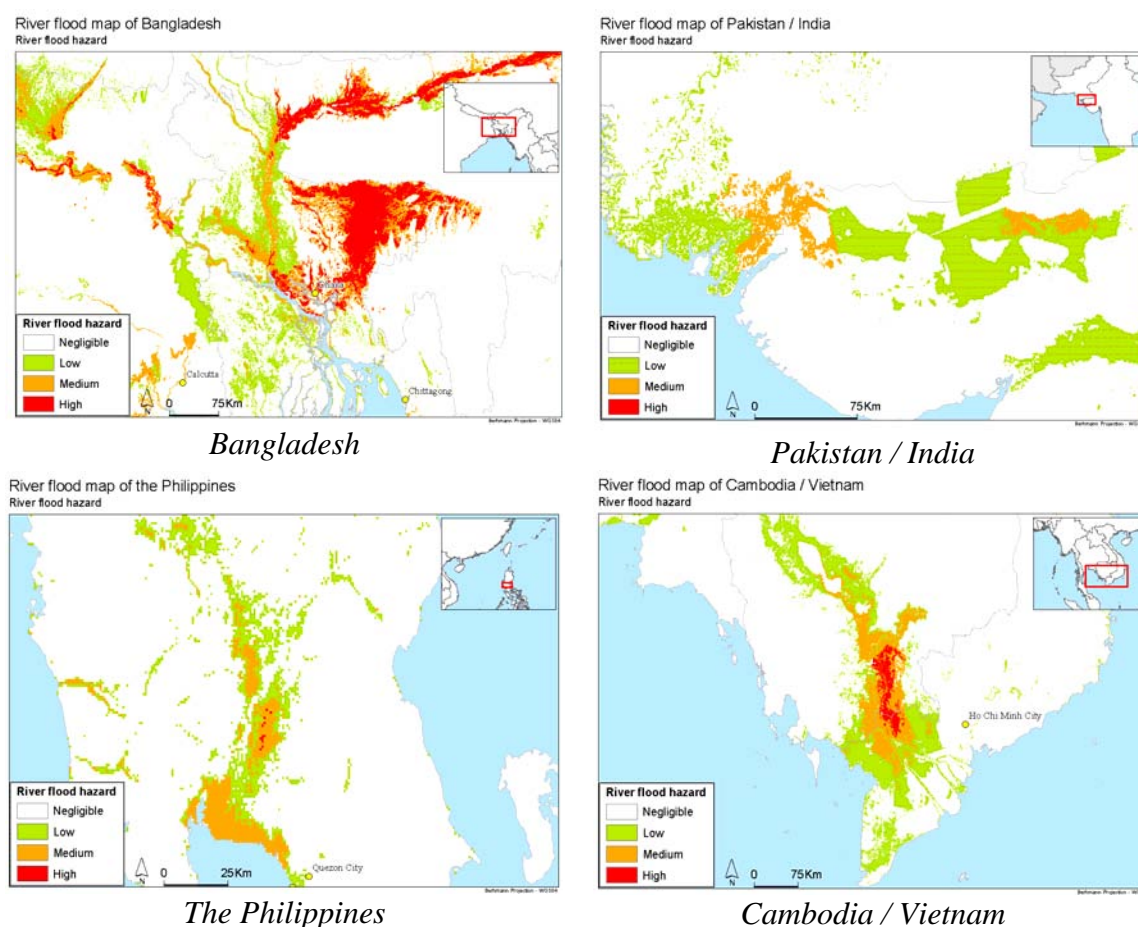 River flood map of Bangladesh
River flood hazard
Calcutta
Chittagong
River flood hazard
Negligible
Low
Medium
High
N
0 75Km
Bangladesh
River flood map of Pakistan / India
River flood hazard
River flood hazard
Negligible
Low
Medium
High
N
0 75Km
Pakistan / India
River flood map of the Philippines
River flood hazard
Quezon City
River flood hazard
Negligible
Low
Medium
High
N
0 25Km
The Philippines
River flood map of Cambodia / Vietnam
River flood hazard
Ho Chi Minh City
River flood hazard
Negligible
Low
Medium
High
N
0 75Km
Cambodia / Vietnam